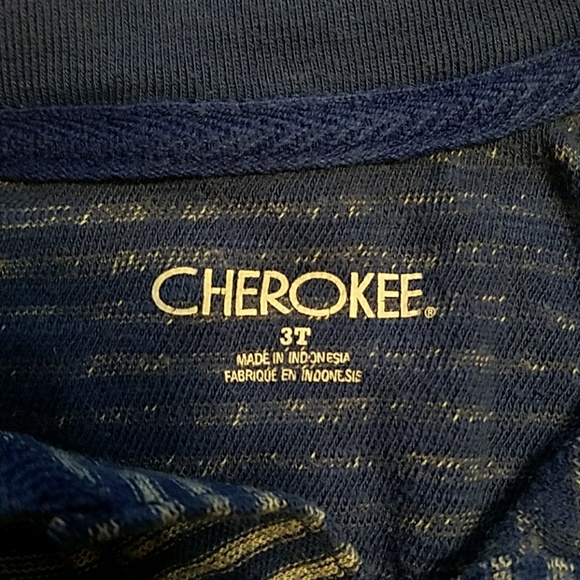 CHEROKEE®
3T
MADE IN INDONESIA
FABRIQUÉ EN INDONESIE